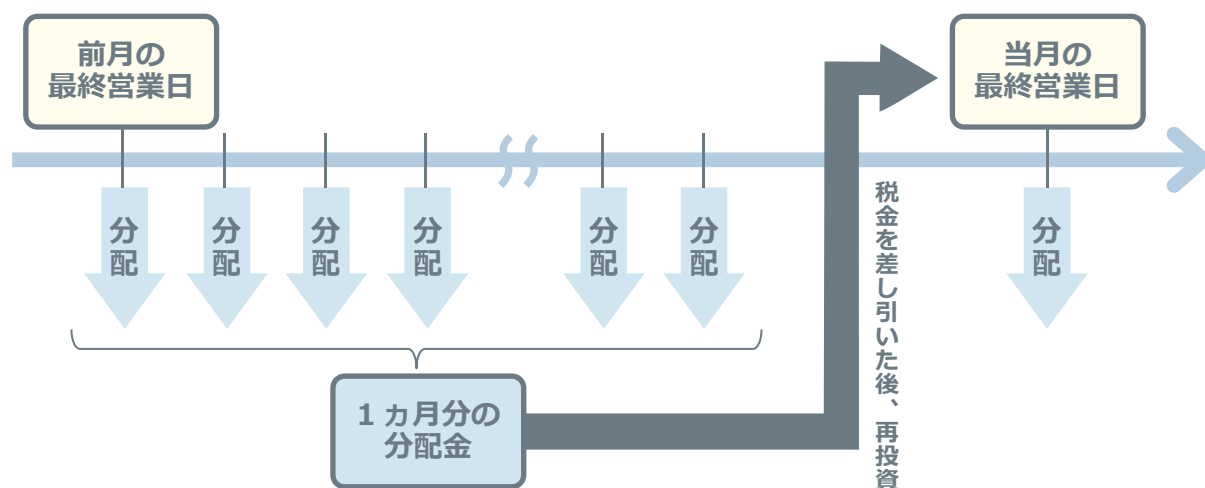 前月の
最終営業日
当月の
最終営業日
分配
分配
分配
分配
分配
分配
分配
税金を差し引いた後、再投資
1ヵ月分の
分配金